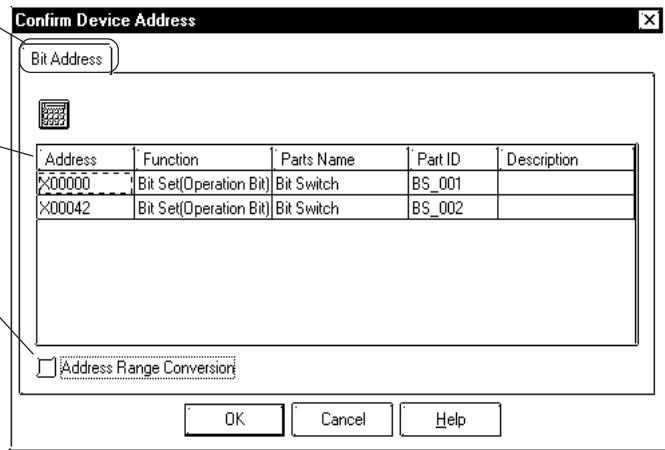 Confirm Device Address
Bit Address
Address Function Parts Name Part ID Description
X00000 Bit Set(Operation Bit) Bit Switch BS_001
X00042 Bit Set(Operation Bit) Bit Switch BS_002
Address Range Conversion
OK Cancel Help